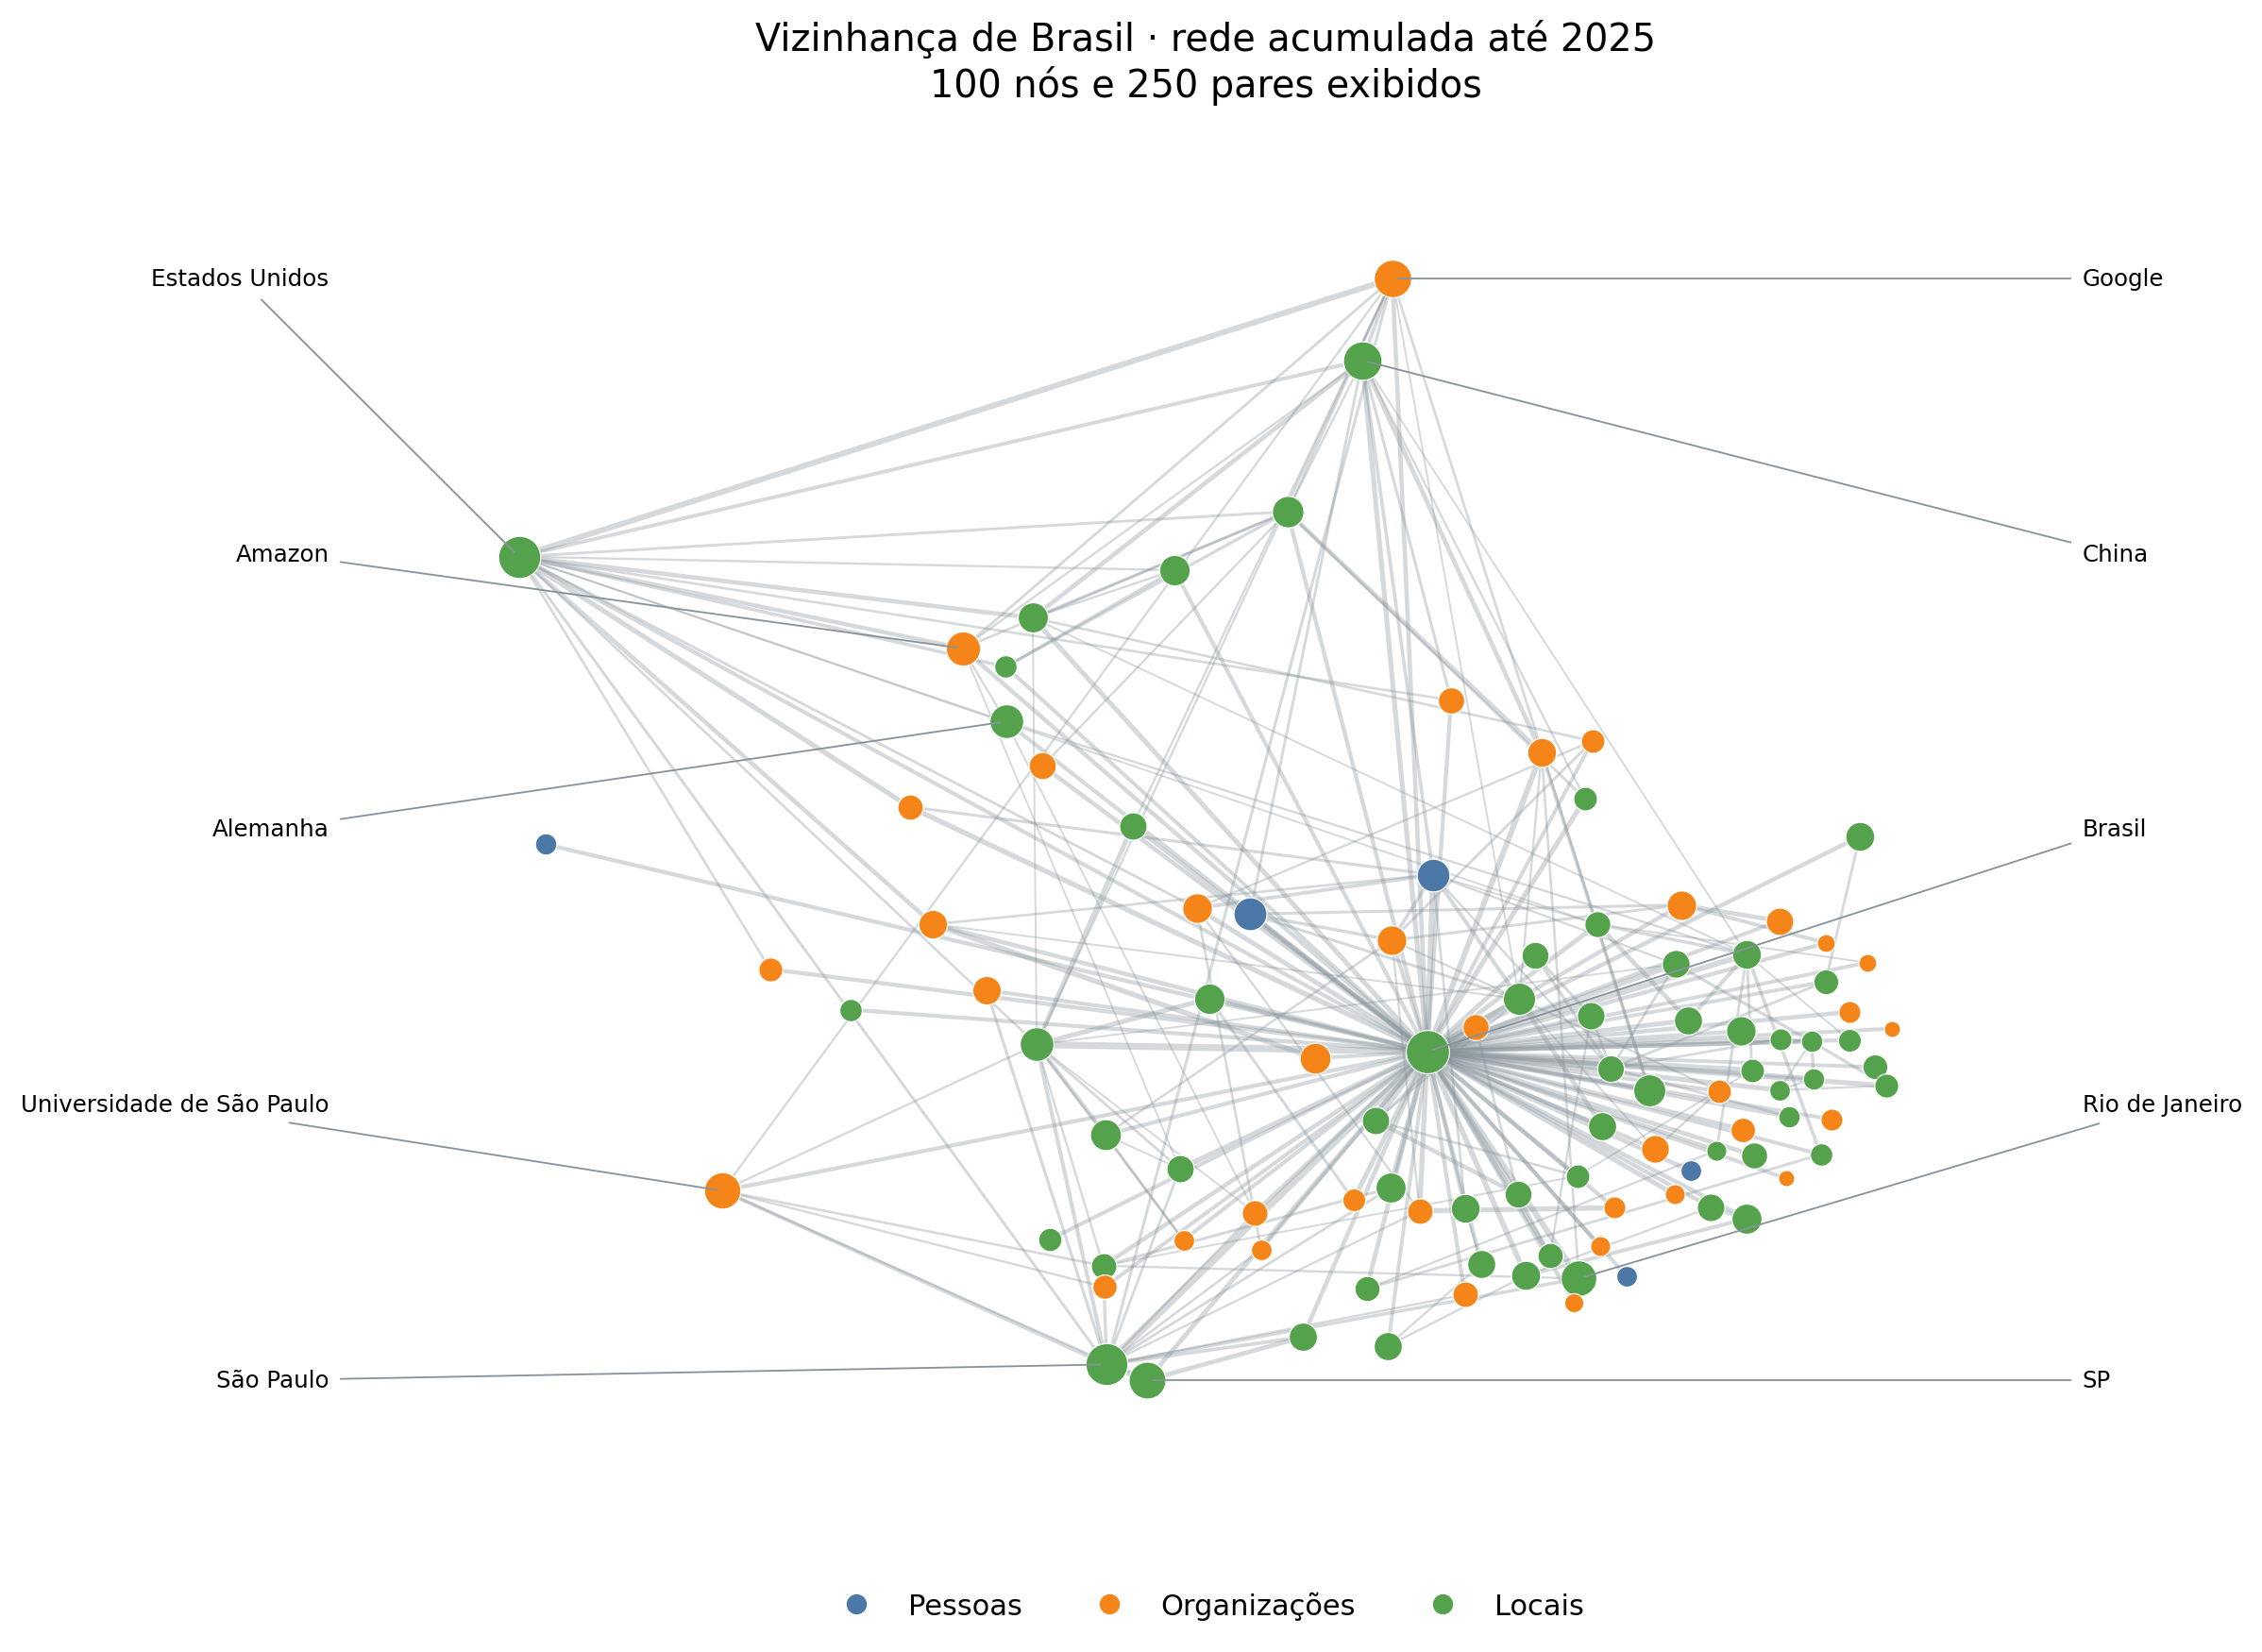 Vizinhança de Brasil · rede acumulada até 2025
100 nós e 250 pares exibidos
Estados Unidos
Google
Amazon
China
Alemanha
Brasil
Universidade de São Paulo
Rio de Janeiro
São Paulo
SP
Pessoas
Organizações
Locais